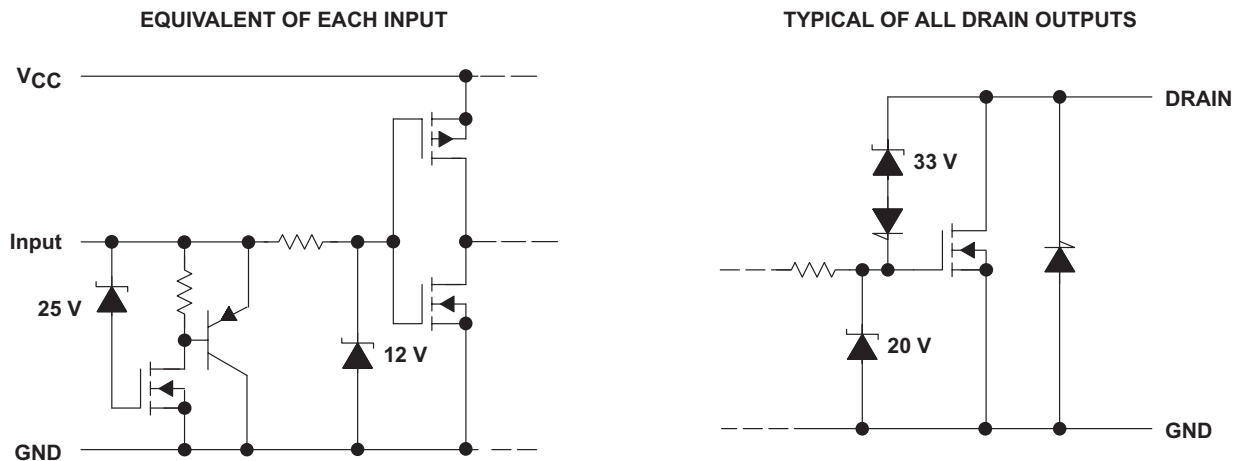 EQUIVALENT OF EACH INPUT
VCC
Input
25 V
12 V
GND
TYPICAL OF ALL DRAIN OUTPUTS
DRAIN
33 V
20 V
GND